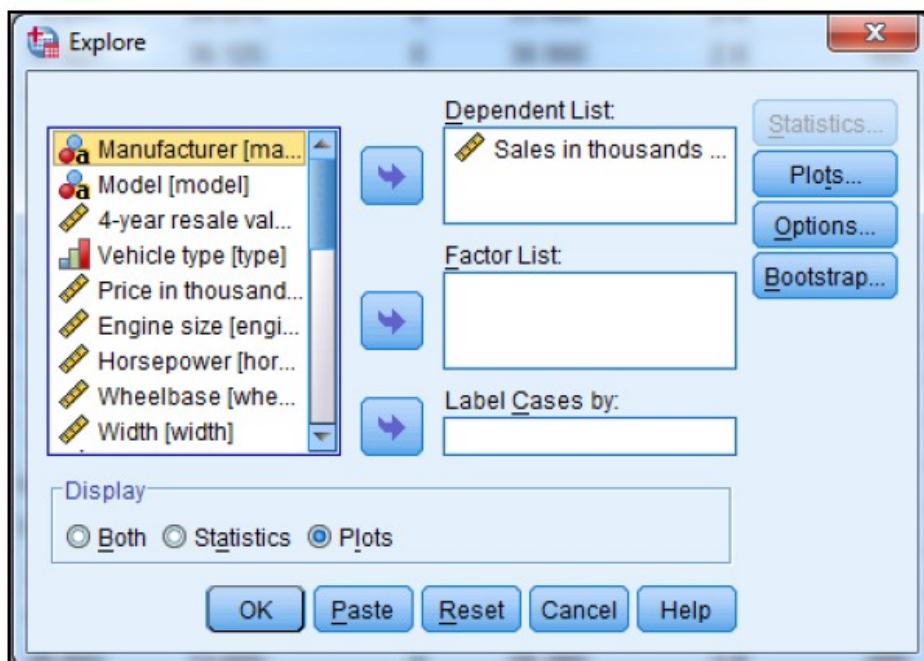 Explore
Manufacturer [ma...
Model [model]
4-year resale val...
Vehicle type [type]
Price in thousand...
Engine size [engi...
Horsepower [hor...
Wheelbase [whe...
Width [width]
Dependent List:
Sales in thousands ...
Factor List:
Label Cases by:
Statistics...
Plots...
Options...
Bootstrap...
Display
Both Statistics Plots
OK Paste Reset Cancel Help